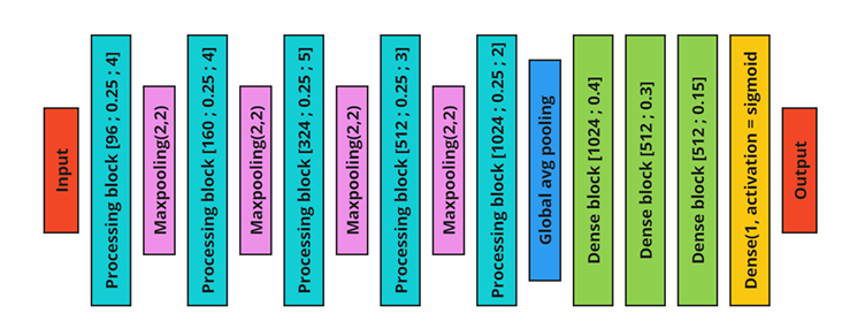 Input
Processing block [96 ; 0.25 ; 4]
Maxpooling(2,2)
Processing block [160 ; 0.25 ; 4]
Maxpooling(2,2)
Processing block [324 ; 0.25 ; 5]
Maxpooling(2,2)
Processing block [512 ; 0.25 ; 3]
Maxpooling(2,2)
Processing block [1024 ; 0.25 ; 2]
Global avg pooling
Dense block [1024 ; 0.4]
Dense block [512 ; 0.3]
Dense block [512 ; 0.15]
Dense(1, activation = sigmoid
Output